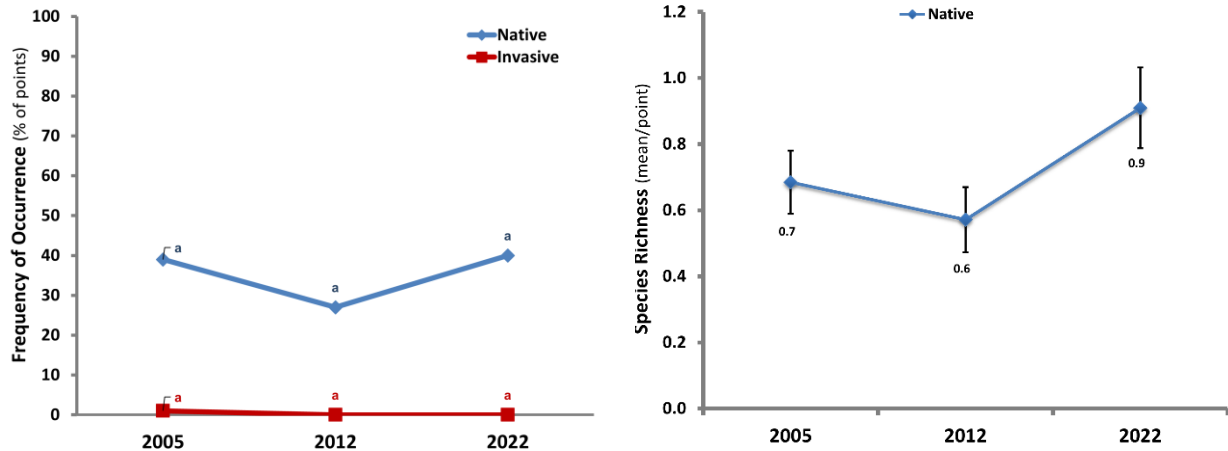 Frequency of Occurrence (% of points)
100
90
80
70
60
50
40
30
20
10
0
Native
Invasive
a
a
a
a
a
a
2005
2012
2022
Species Richness (mean/point)
1.2
1.0
0.8
0.6
0.4
0.2
0.0
Native
0.7
0.6
0.9
2005
2012
2022